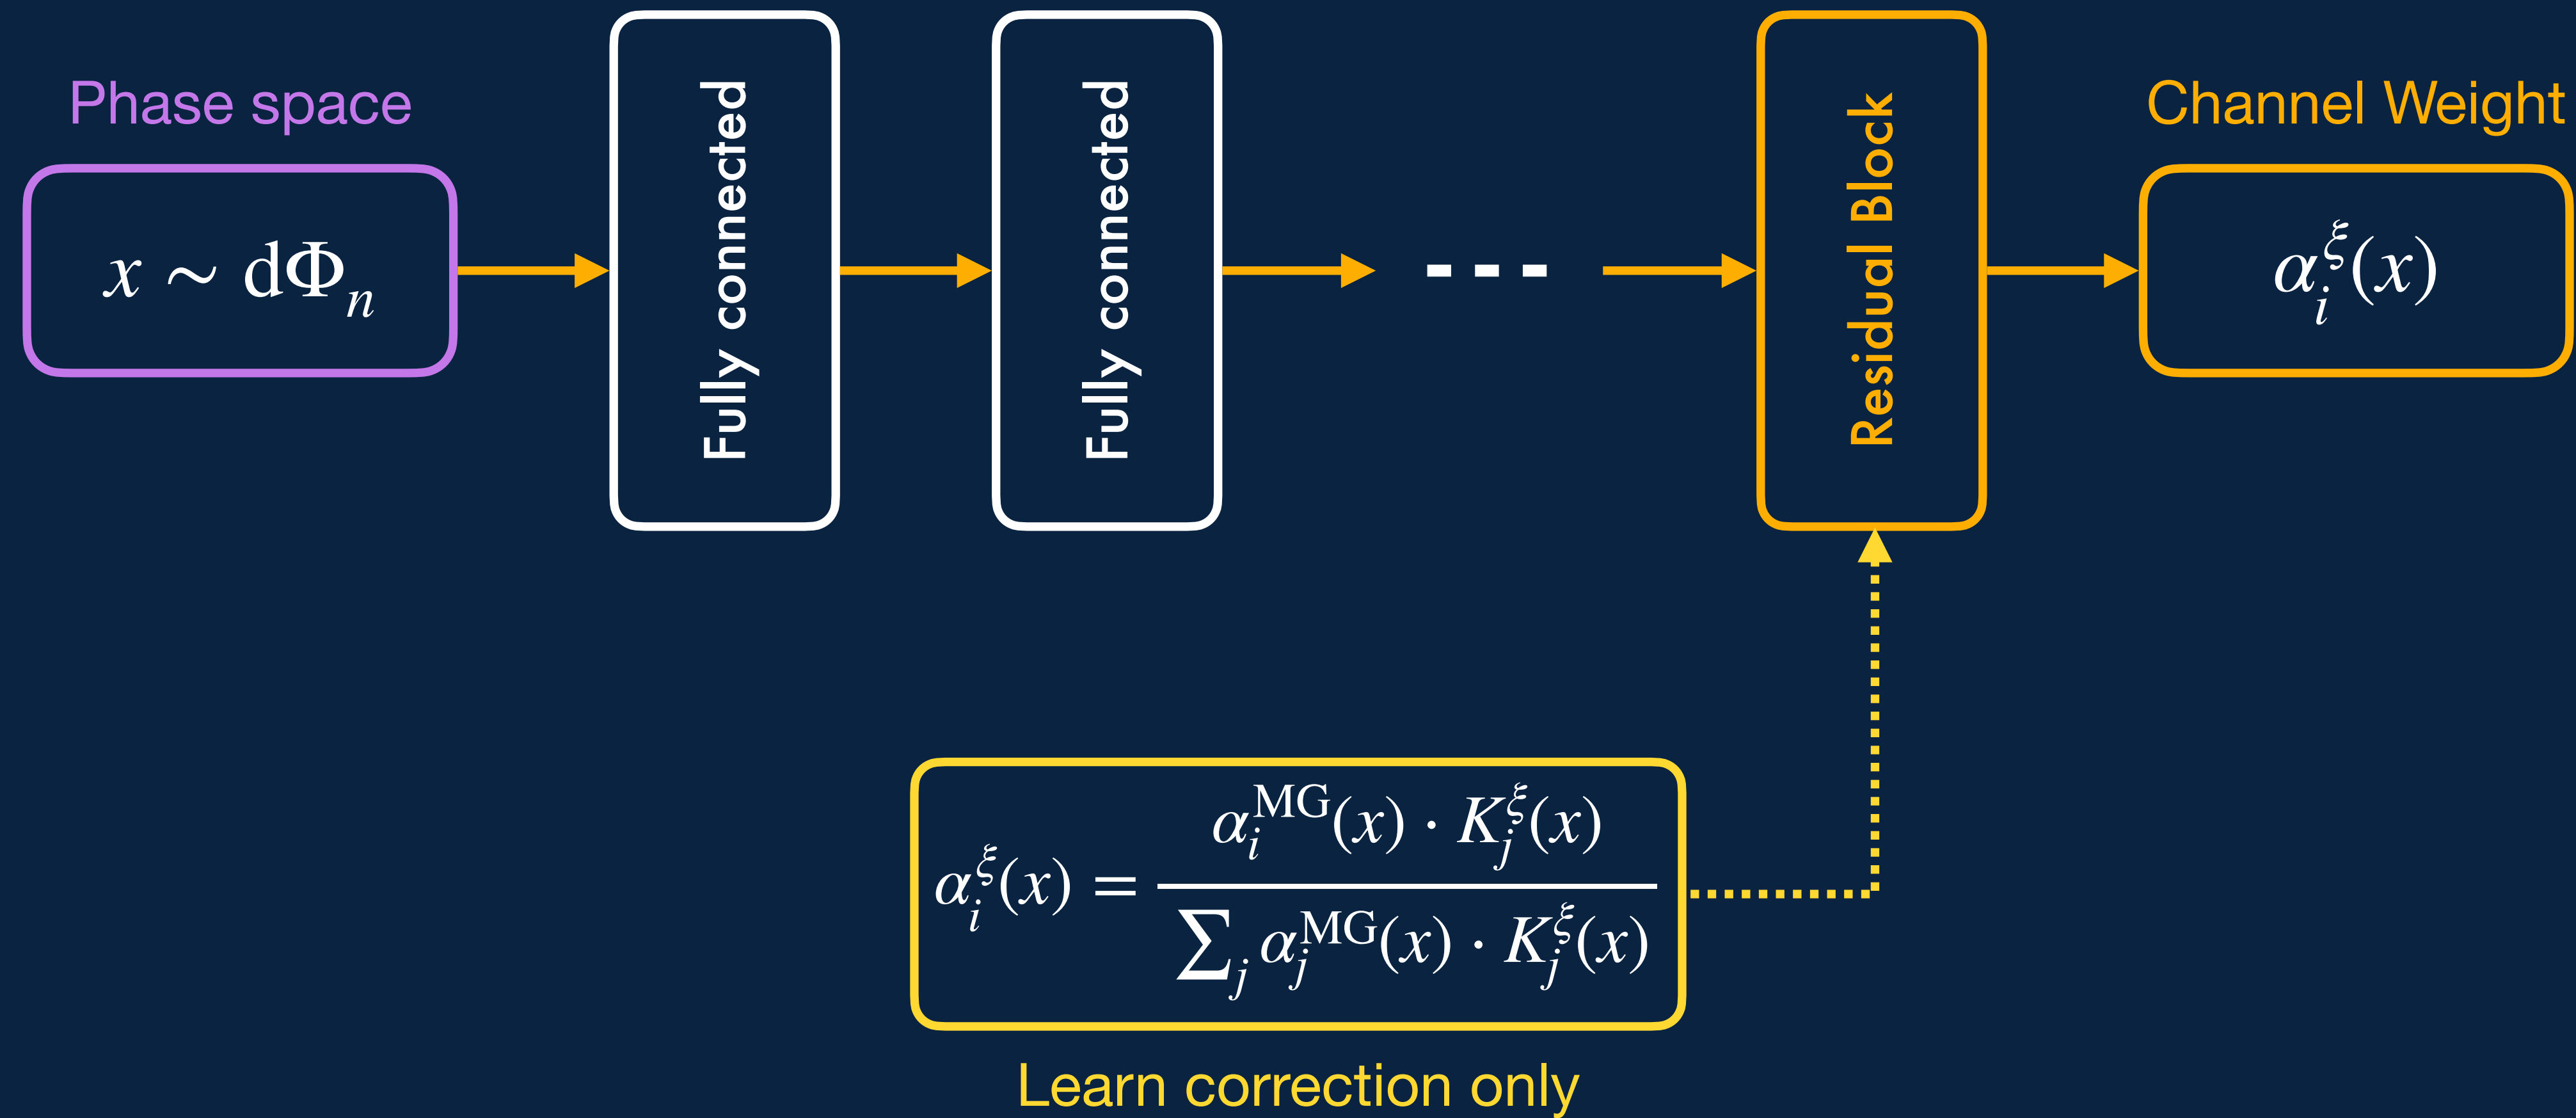 Phase space
x ∼ dΦ_n
Fully connected
Fully connected
Residual Block
Channel Weight
α_i^ξ(x)
α_i^ξ(x) = \frac{α_i^{MG}(x) · K_j^ξ(x)}{∑_j α_j^{MG}(x) · K_j^ξ(x)}
Learn correction only